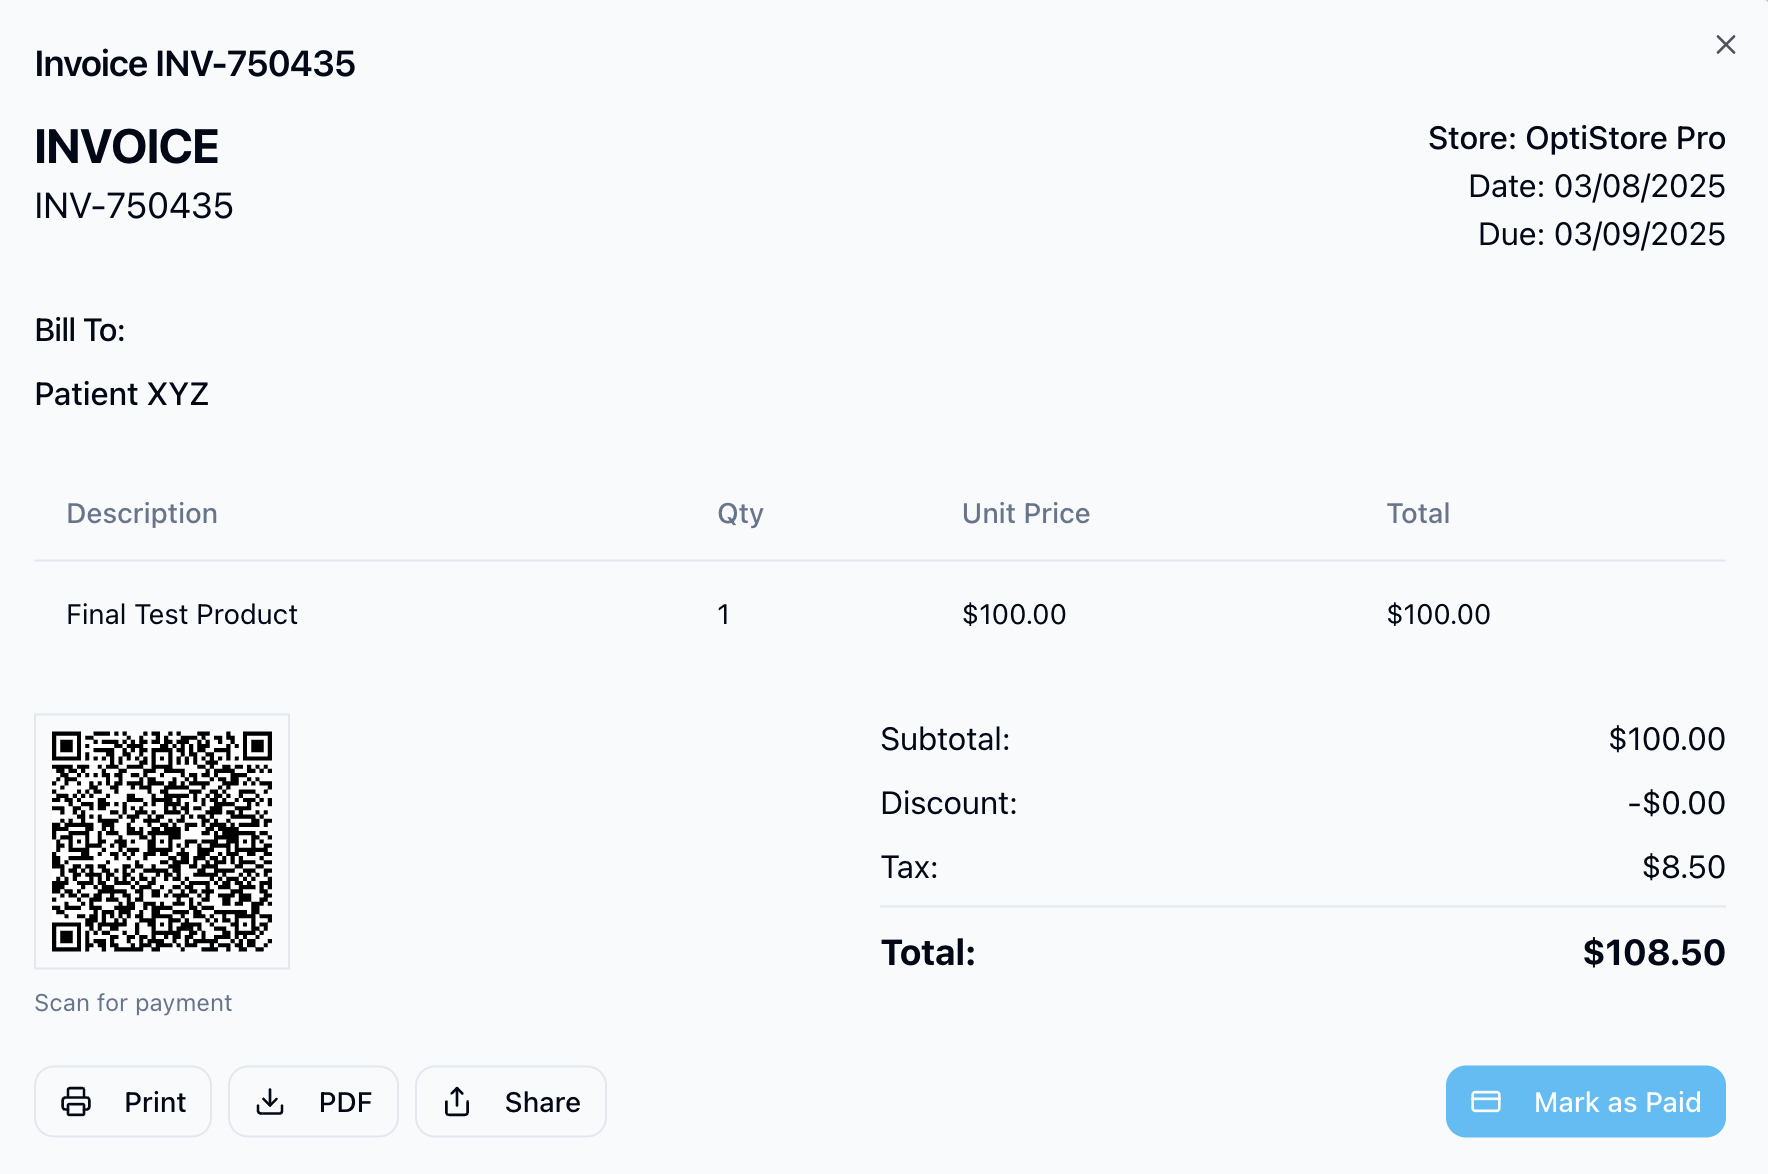 Invoice INV-750435
INVOICE
INV-750435
Store: OptiStore Pro
Date: 03/08/2025
Due: 03/09/2025
Bill To:
Patient XYZ
Description Qty Unit Price Total
Final Test Product 1 $100.00 $100.00
Subtotal: $100.00
Discount: -$0.00
Tax: $8.50
Total: $108.50
Scan for payment
Print PDF Share Mark as Paid